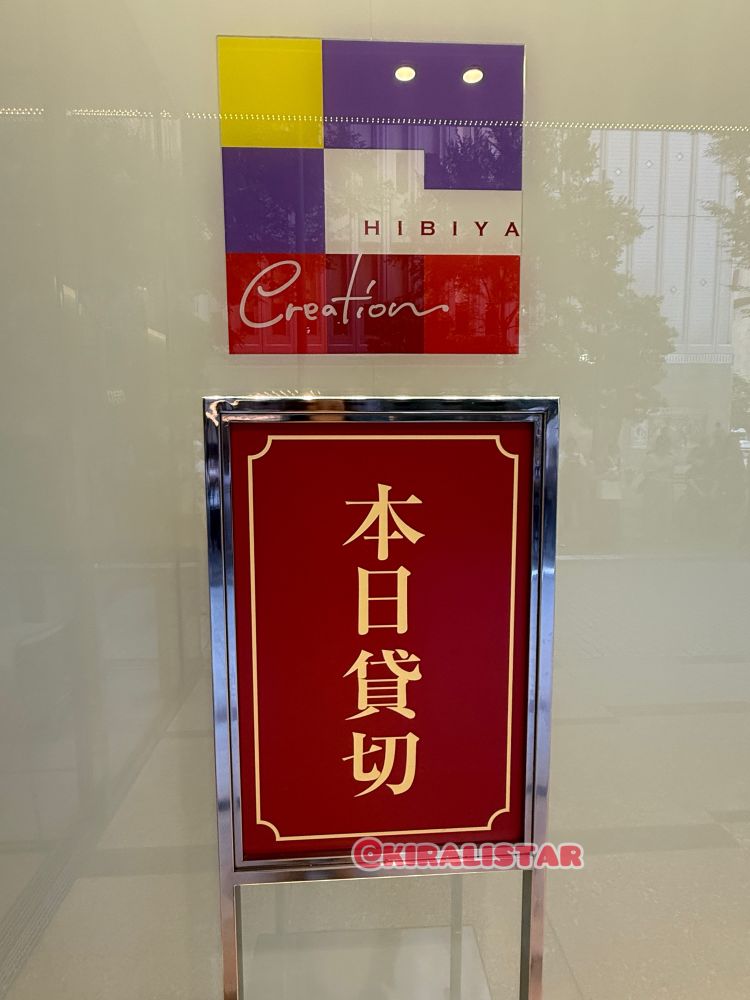 HIBIYA
Creation
本日貸切
@KIRALISTAR